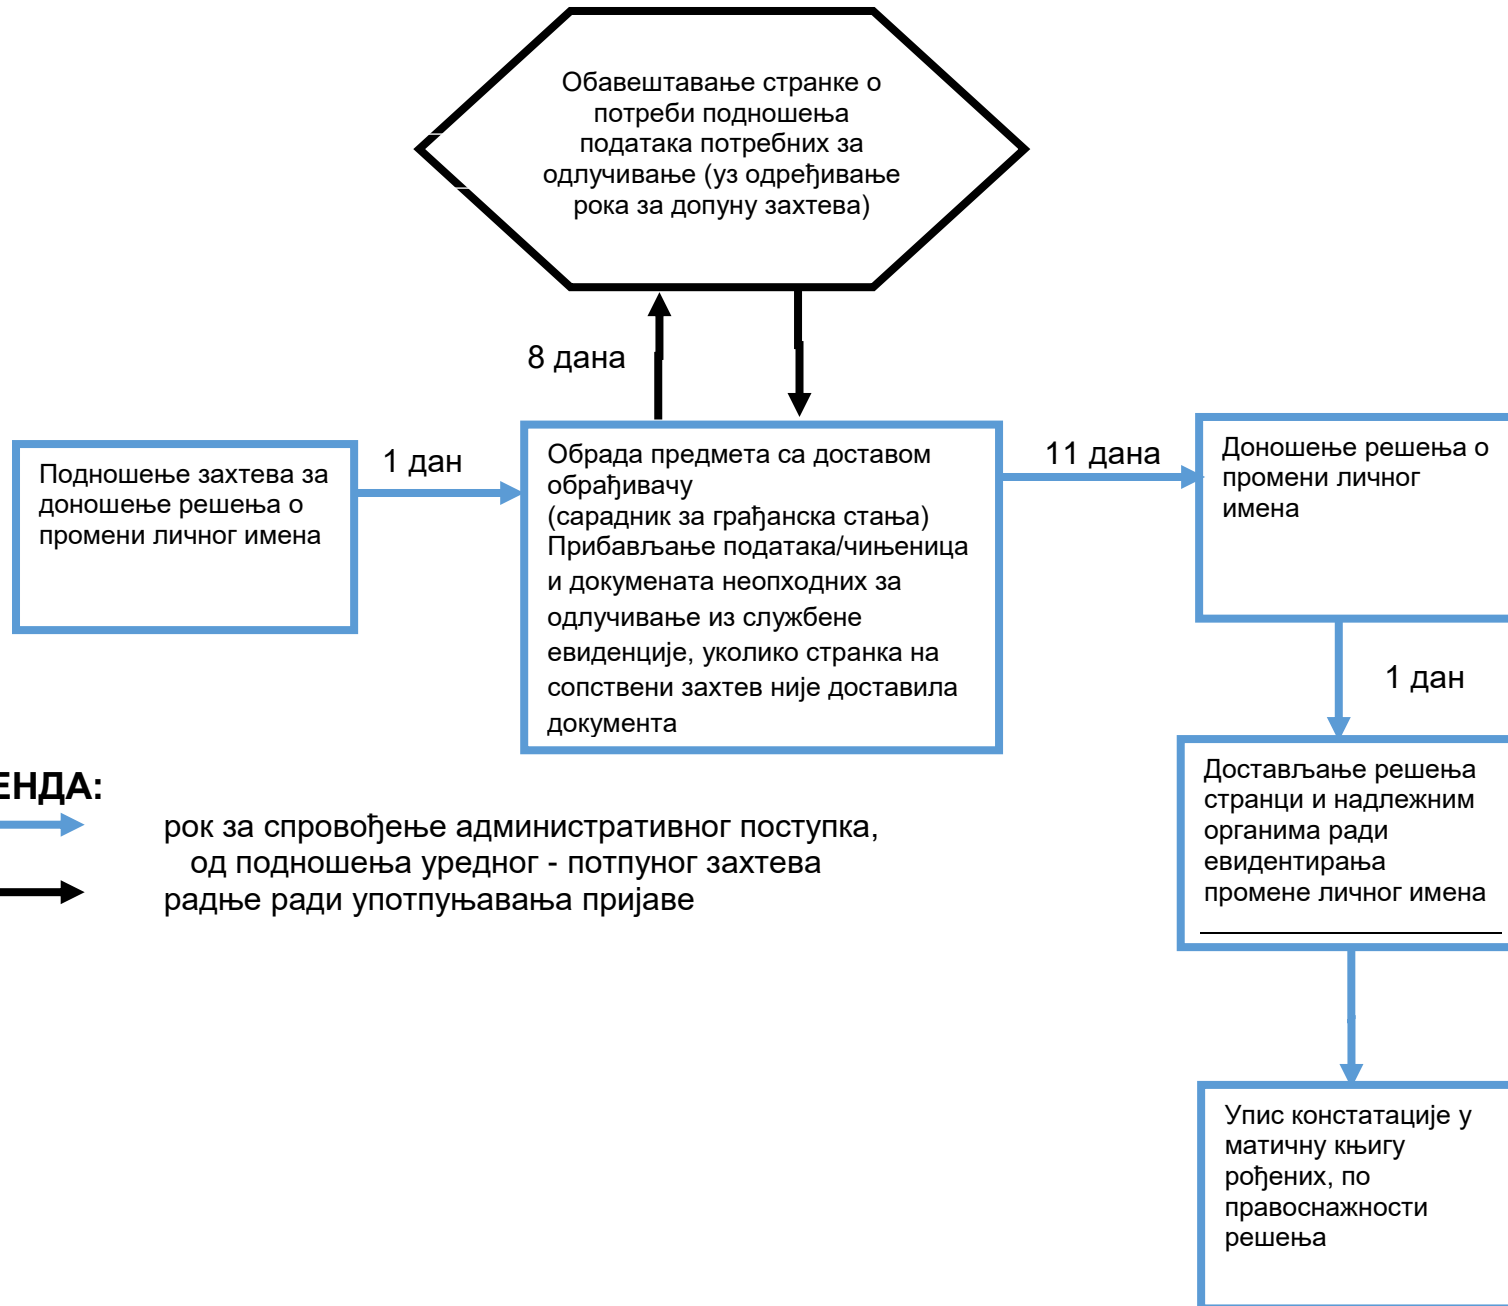 Обавештавање странке о
потреби подношења
података потребних за
одлучивање (уз одређивање
рока за допуну захтева)
8 дана
Подношење захтева за
доношење решења о
промени личног имена
1 дан
Обрада предмета са доставом
обрађивачу
(сарадник за грађанска стања)
Прибављање података/чињеница
и докумената неопходних за
одлучивање из службене
евиденције, уколико странка на
сопствени захтев није доставила
документа
11 дана
Доношење решења о
промени личног
имена
1 дан
Достављање решења
странци и надлежним
органима ради
евидентирања
промене личног имена
Упис констатације у
матичну књигу
рођених, по
правоснажности
решења
ЕНДА:
рок за спровођење административног поступка,
од подношења уредног - потпуног захтева
радње ради употпуњавања пријаве